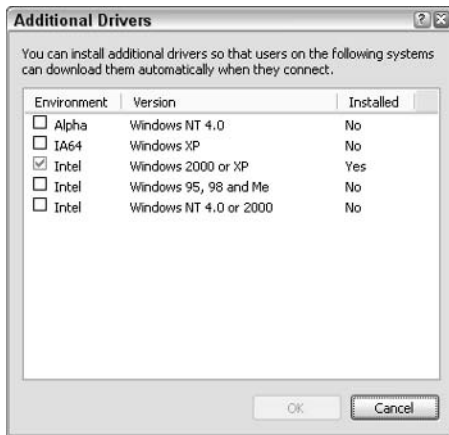 Additional Drivers
You can install additional drivers so that users on the following systems
can download them automatically when they connect.
Environment Version Installed
Alpha Windows NT 4.0 No
IA64 Windows XP No
Intel Windows 2000 or XP Yes
Intel Windows 95, 98 and Me No
Intel Windows NT 4.0 or 2000 No
OK Cancel